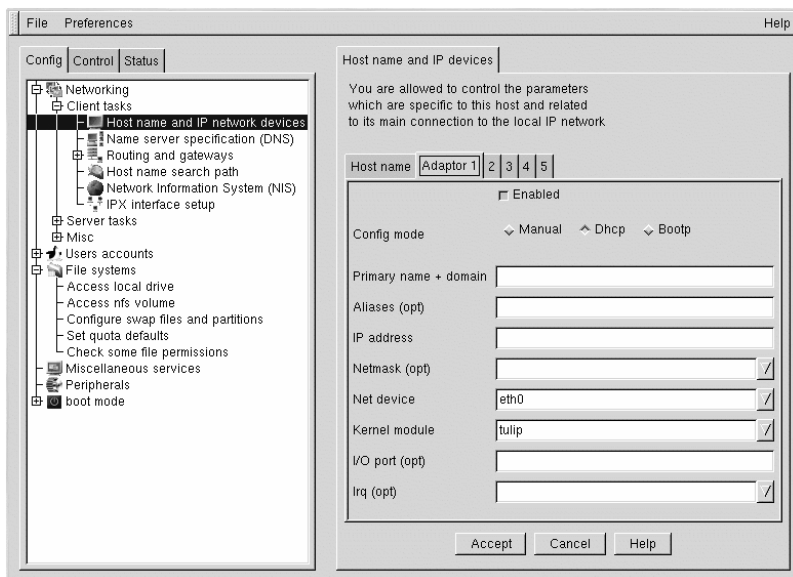 File Preferences Help
Config Control Status
Networking
Client tasks
Host name and IP network devices
Name server specification (DNS)
Routing and gateways
Host name search path
Network Information System (NIS)
IPX interface setup
Server tasks
Misc
Users accounts
File systems
Access local drive
Access nfs volume
Configure swap files and partitions
Set quota defaults
Check some file permissions
Miscellaneous services
Peripherals
boot mode
Host name and IP devices
You are allowed to control the parameters
which are specific to this host and related
to its main connection to the local IP network
Host name Adaptor 1 2 3 4 5
Enabled
Config mode Manual Dhcp Bootp
Primary name + domain
Aliases (opt)
IP address
Netmask (opt)
Net device eth0
Kernel module tulip
I/O port (opt)
Irq (opt)
Accept Cancel Help